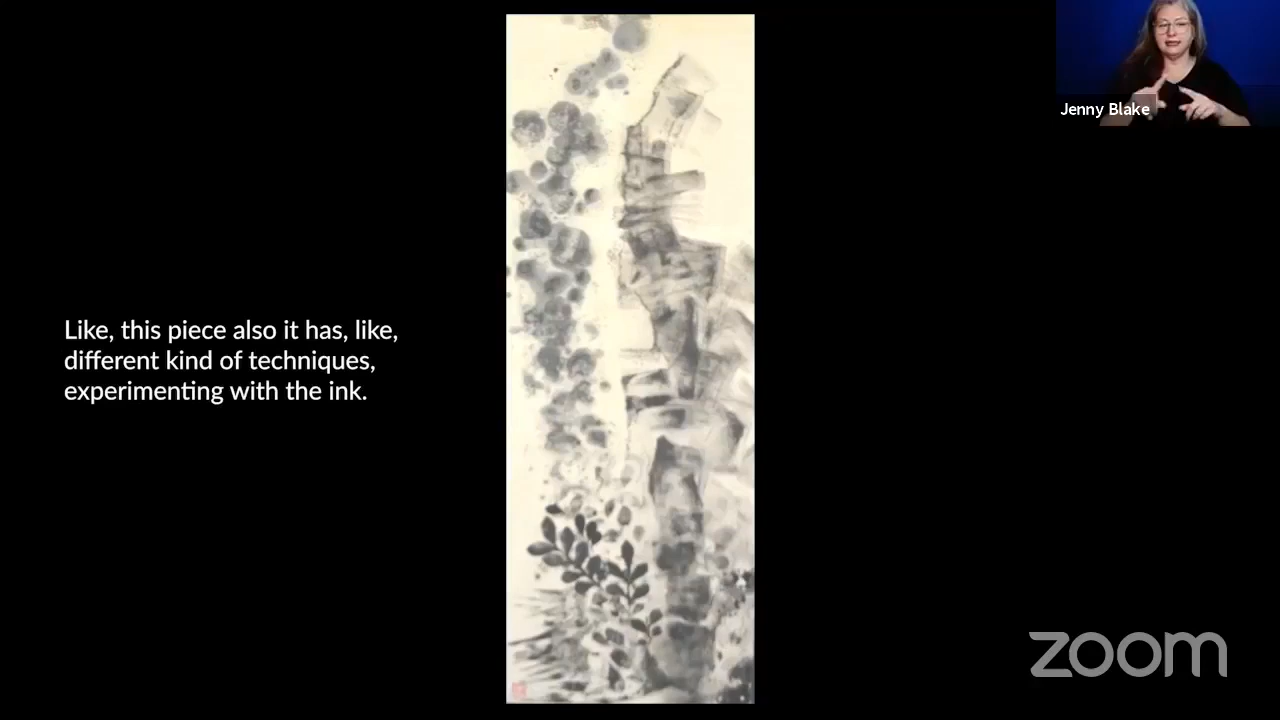 Like, this piece also it has, like,
different kind of techniques,
experimenting with the ink.
Jenny Blake
zoom